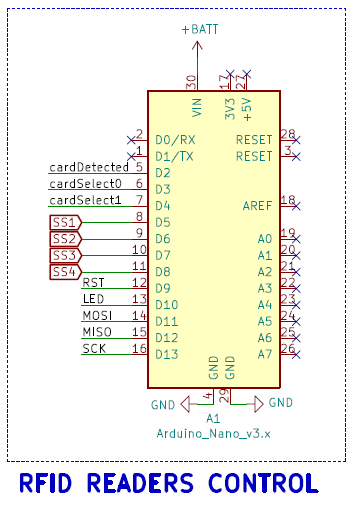 +BATT
30 17 27
VIN 3V3 +5V
2 D0/RX RESET 28
1 D1/TX RESET 3
cardDetected 5 D2
cardSelect0 6 D3
cardSelect1 7 D4 AREF 18
SS1 8 D5
SS2 9 D6 A0 19
SS3 10 D7 A1 20
SS4 11 D8 A2 21
RST 12 D9 A3 22
LED 13 D10 A4 23
MOSI 14 D11 A5 24
MISO 15 D12 A6 25
SCK 16 D13 A7 26
GND GND
4 29
GND GND
A1
Arduino_Nano_v3.x
RFID READERS CONTROL